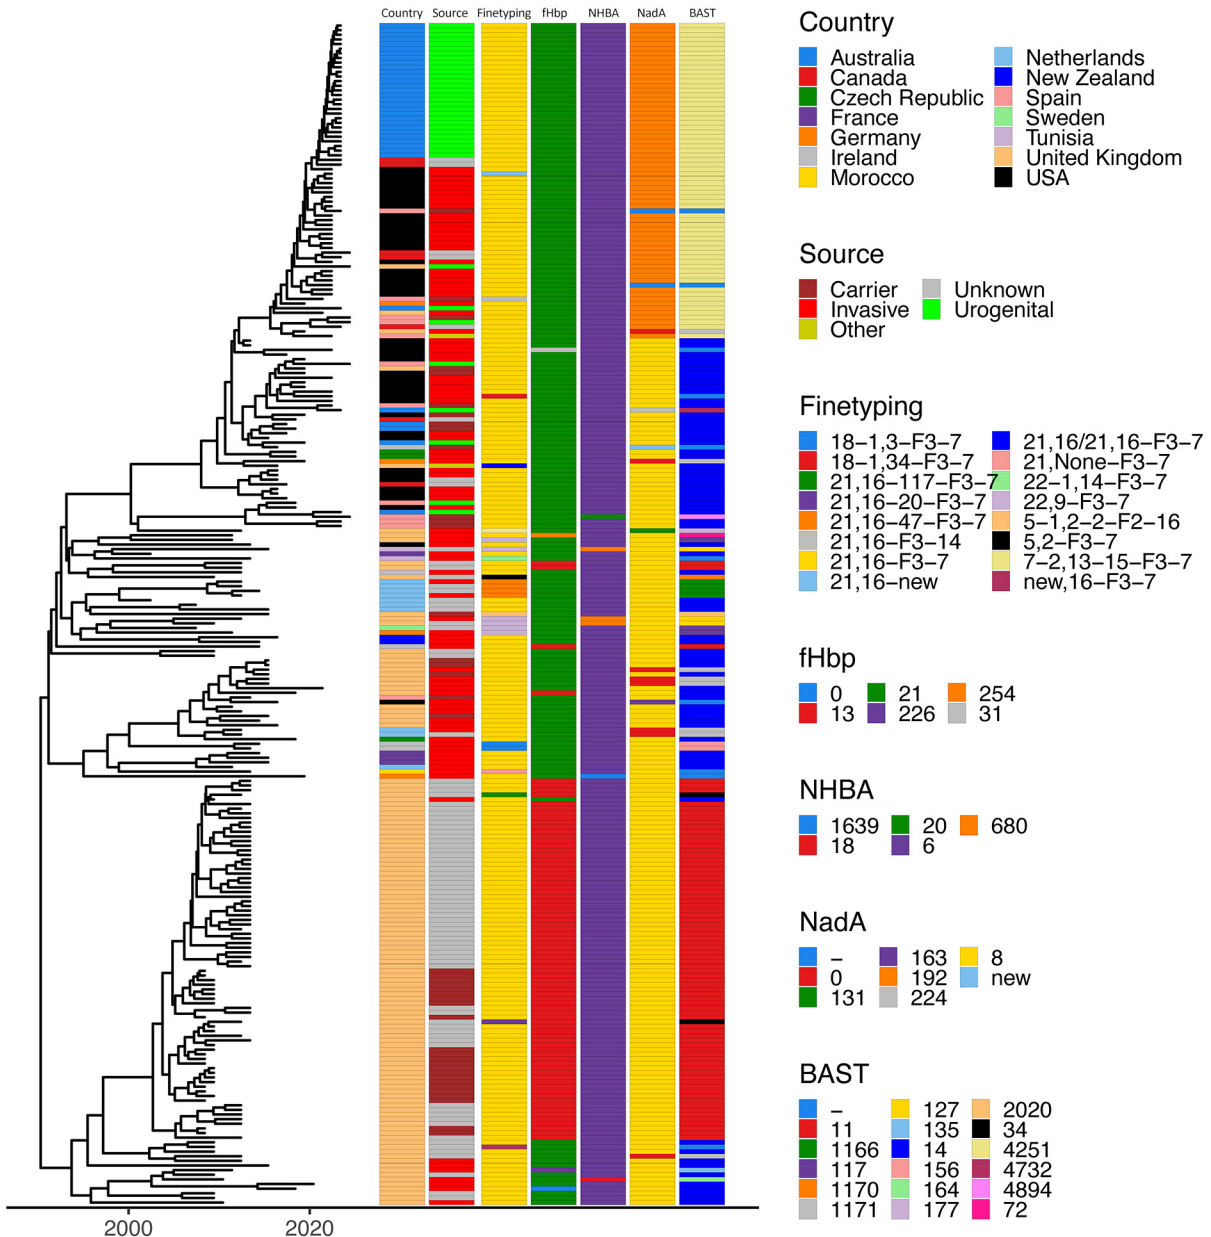 Country Source Finetyping fHbp NHBA NadA BAST
Country
Australia Netherlands
Canada New Zealand
Czech Republic Spain
France Sweden
Germany Tunisia
Ireland United Kingdom
Morocco USA
Source
Carrier Unknown
Invasive Urogenital
Other
Finetyping
18−1,3−F3−7 21,16/21,16−F3−7
18−1,34−F3−7 21,None−F3−7
21,16−117−F3−7 22−1,14−F3−7
21,16−20−F3−7 22,9−F3−7
21,16−47−F3−7 5−1,2−2−F2−16
21,16−F3−14 5,2−F3−7
21,16−F3−7 7−2,13−15−F3−7
21,16−new new,16−F3−7
fHbp
0 21 254
13 226 31
NHBA
1639 20 680
18 6
NadA
− 163 8
0 192 new
131 224
BAST
− 127 2020
11 135 34
1166 14 4251
117 156 4732
1170 164 4894
1171 177 72
2000 2020